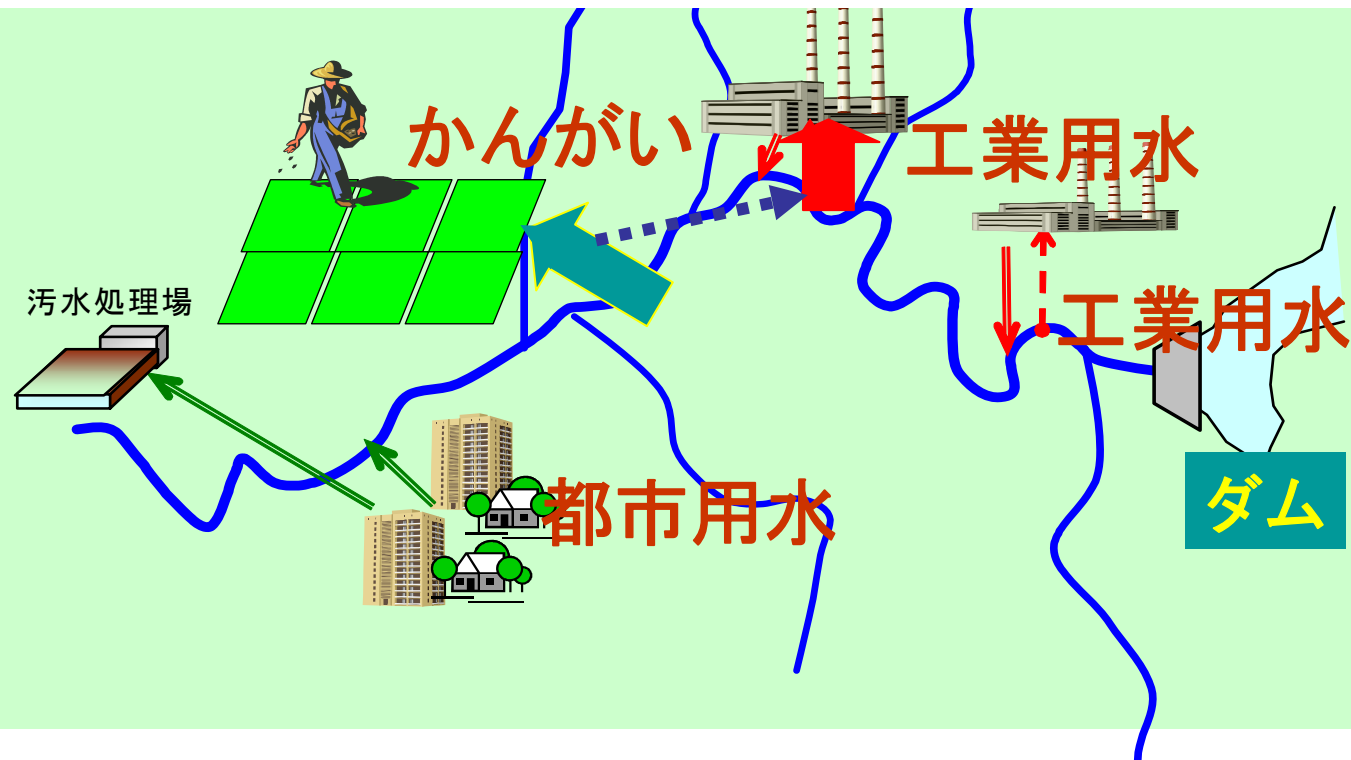 かんがい
工業用水
汚水処理場
工業用水
都市用水
ダム